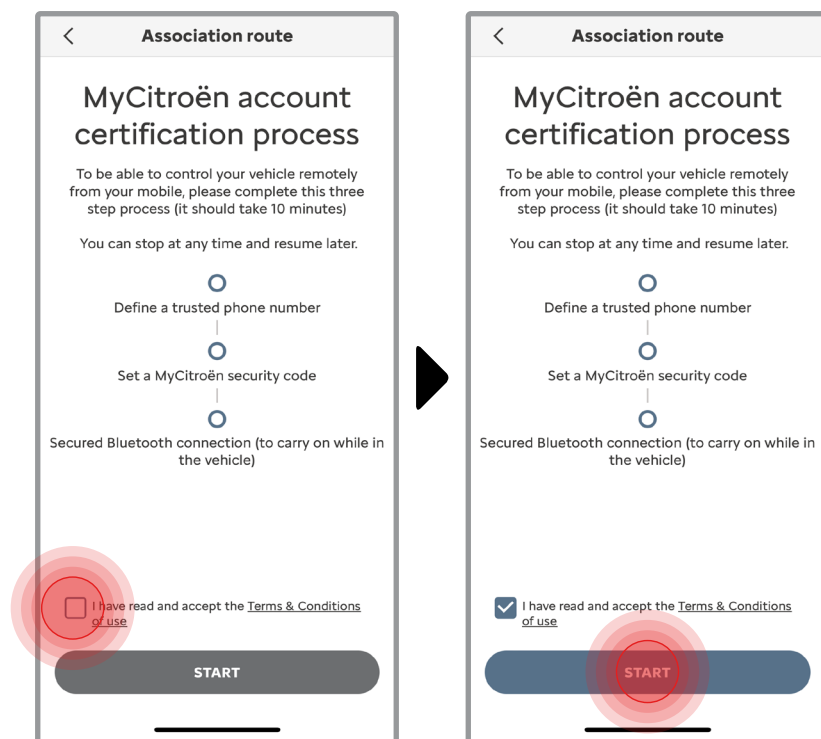 Association route
MyCitroën account
certification process
To be able to control your vehicle remotely
from your mobile, please complete this three
step process (it should take 10 minutes)
You can stop at any time and resume later.
Define a trusted phone number
Set a MyCitroën security code
Secured Bluetooth connection (to carry on while in
the vehicle)
I have read and accept the Terms & Conditions
of use
START
Association route
MyCitroën account
certification process
To be able to control your vehicle remotely
from your mobile, please complete this three
step process (it should take 10 minutes)
You can stop at any time and resume later.
Define a trusted phone number
Set a MyCitroën security code
Secured Bluetooth connection (to carry on while in
the vehicle)
I have read and accept the Terms & Conditions
of use
START